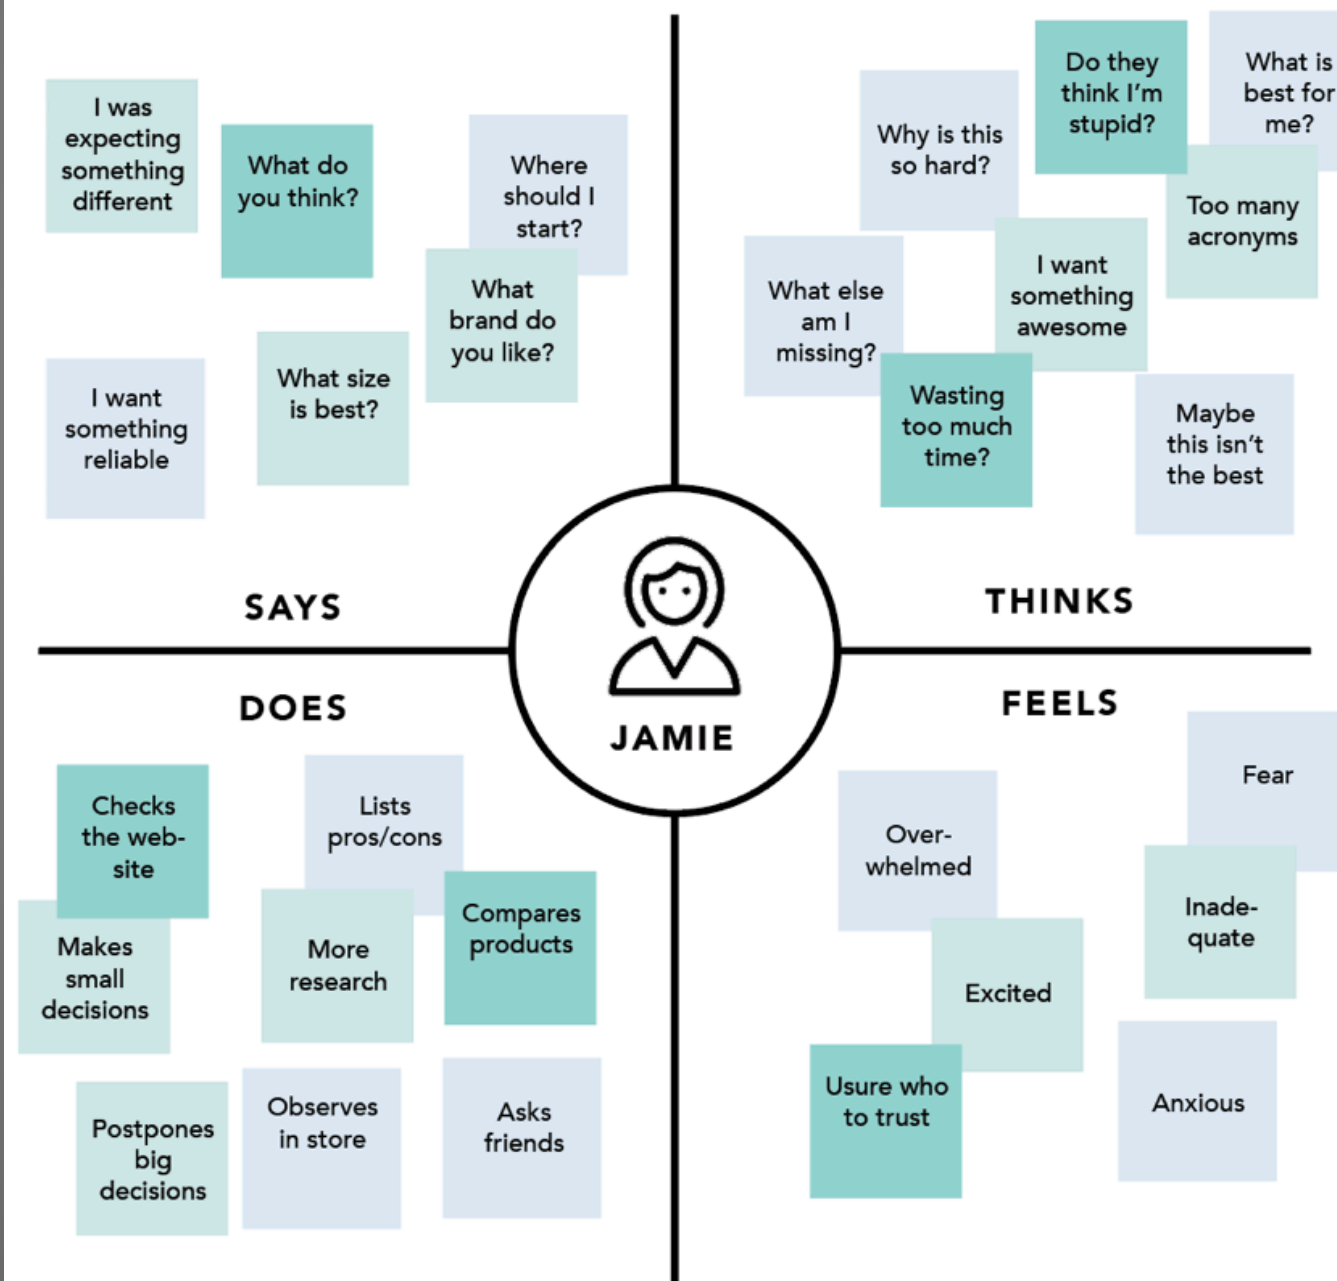 I was
expecting
something
different
What do
you think?
Where
should I
start?
What
brand do
you like?
What size
is best?
I want
something
reliable
SAYS
Do they
think I'm
stupid?
What is
best for
me?
Why is this
so hard?
Too many
acronyms
I want
something
awesome
What else
am I
missing?
Wasting
too much
time?
Maybe
this isn't
the best
THINKS
JAMIE
DOES
Checks
the web-
site
Lists
pros/cons
Compares
products
Makes
small
decisions
More
research
Postpones
big
decisions
Observes
in store
Asks
friends
FEELS
Fear
Over-
whelmed
Inade-
quate
Excited
Usure who
to trust
Anxious